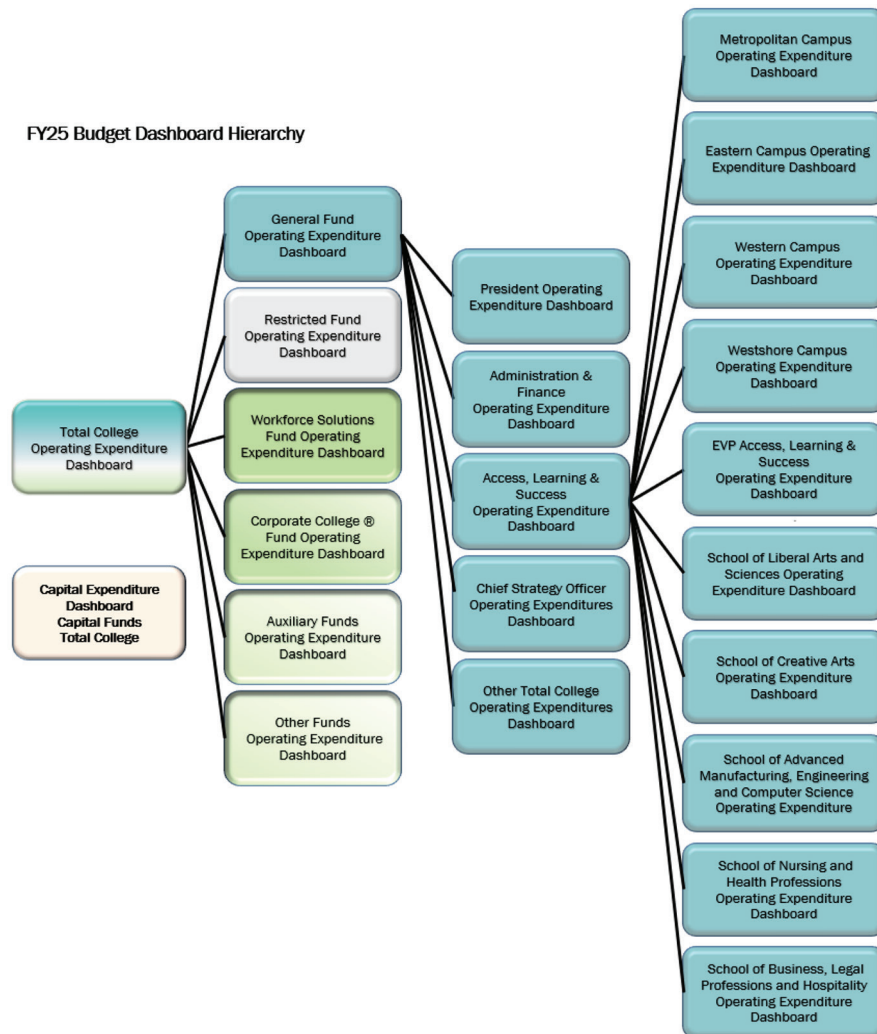 FY25 Budget Dashboard Hierarchy
Total College
Operating Expenditure
Dashboard
Capital Expenditure
Dashboard
Capital Funds
Total College
General Fund
Operating Expenditure
Dashboard
Restricted Fund
Operating Expenditure
Dashboard
Workforce Solutions
Fund Operating
Expenditure Dashboard
Corporate College ®
Fund Operating
Expenditure Dashboard
Auxiliary Funds
Operating Expenditure
Dashboard
Other Funds
Operating Expenditure
Dashboard
President Operating
Expenditure Dashboard
Administration &
Finance
Operating Expenditure
Dashboard
Access, Learning &
Success
Operating Expenditure
Dashboard
Chief Strategy Officer
Operating Expenditures
Dashboard
Other Total College
Operating Expenditures
Dashboard
Metropolitan Campus
Operating Expenditure
Dashboard
Eastern Campus Operating
Expenditure Dashboard
Western Campus
Operating Expenditure
Dashboard
Westshore Campus
Operating Expenditure
Dashboard
EVP Access, Learning &
Success
Operating Expenditure
Dashboard
School of Liberal Arts and
Sciences Operating
Expenditure Dashboard
School of Creative Arts
Operating Expenditure
Dashboard
School of Advanced
Manufacturing, Engineering
and Computer Science
Operating Expenditure
School of Nursing and
Health Professions
Operating Expenditure
Dashboard
School of Business, Legal
Professions and Hospitality
Operating Expenditure
Dashboard